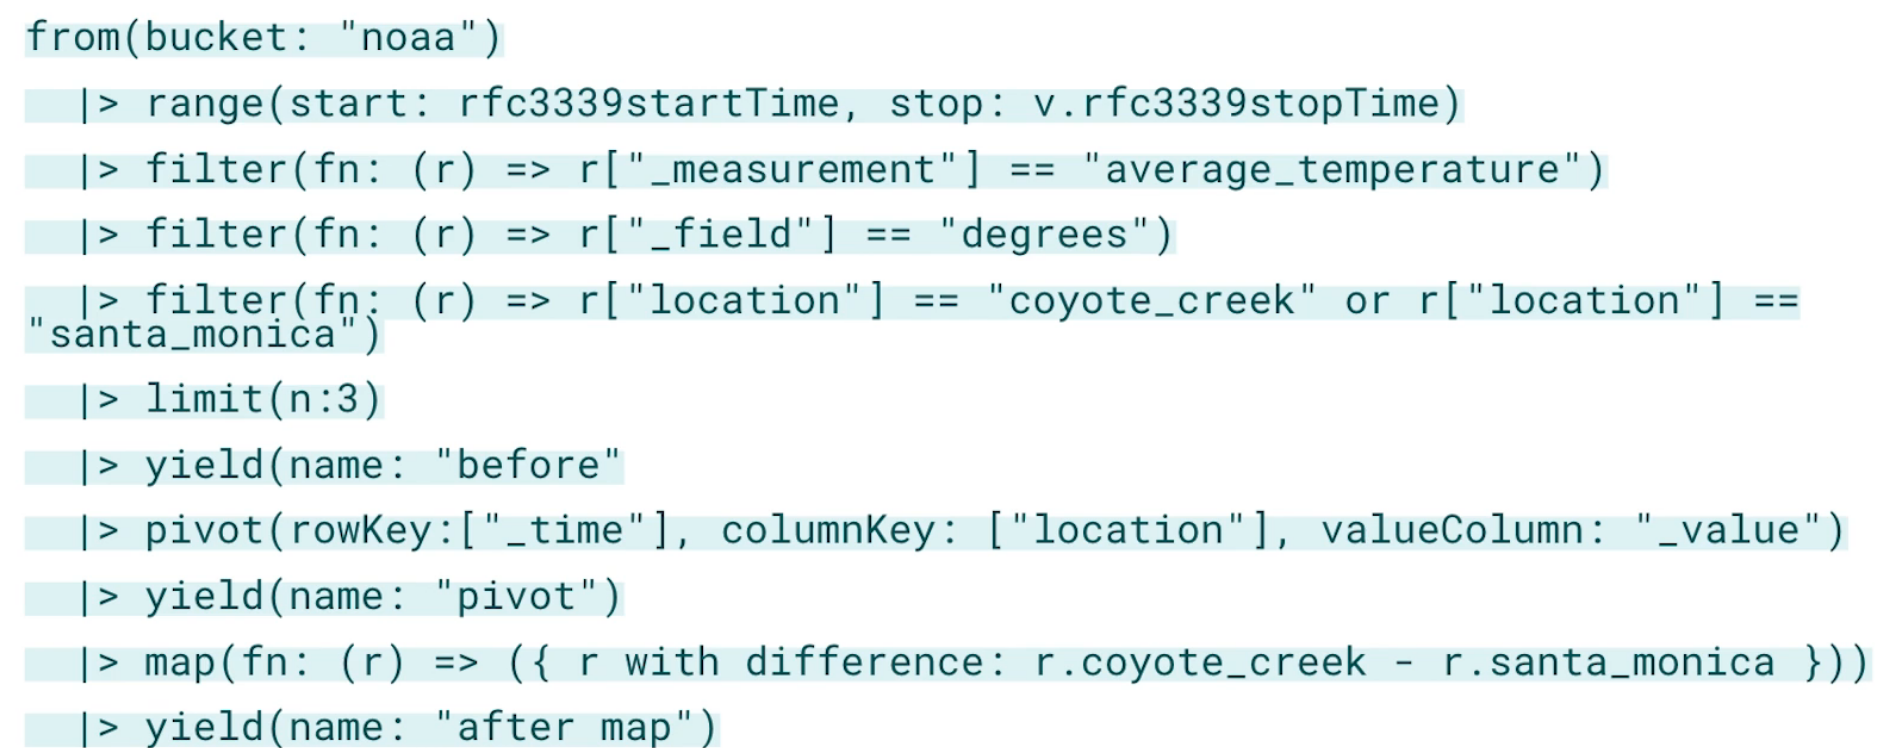 from(bucket: "noaa")
  |> range(start: rfc3339startTime, stop: v.rfc3339stopTime)
  |> filter(fn: (r) => r["_measurement"] == "average_temperature")
  |> filter(fn: (r) => r["_field"] == "degrees")
  |> filter(fn: (r) => r["location"] == "coyote_creek" or r["location"] ==
"santa_monica")
  |> limit(n:3)
  |> yield(name: "before"
  |> pivot(rowKey:["_time"], columnKey: ["location"], valueColumn: "_value")
  |> yield(name: "pivot")
  |> map(fn: (r) => ({ r with difference: r.coyote_creek - r.santa_monica }))
  |> yield(name: "after map")